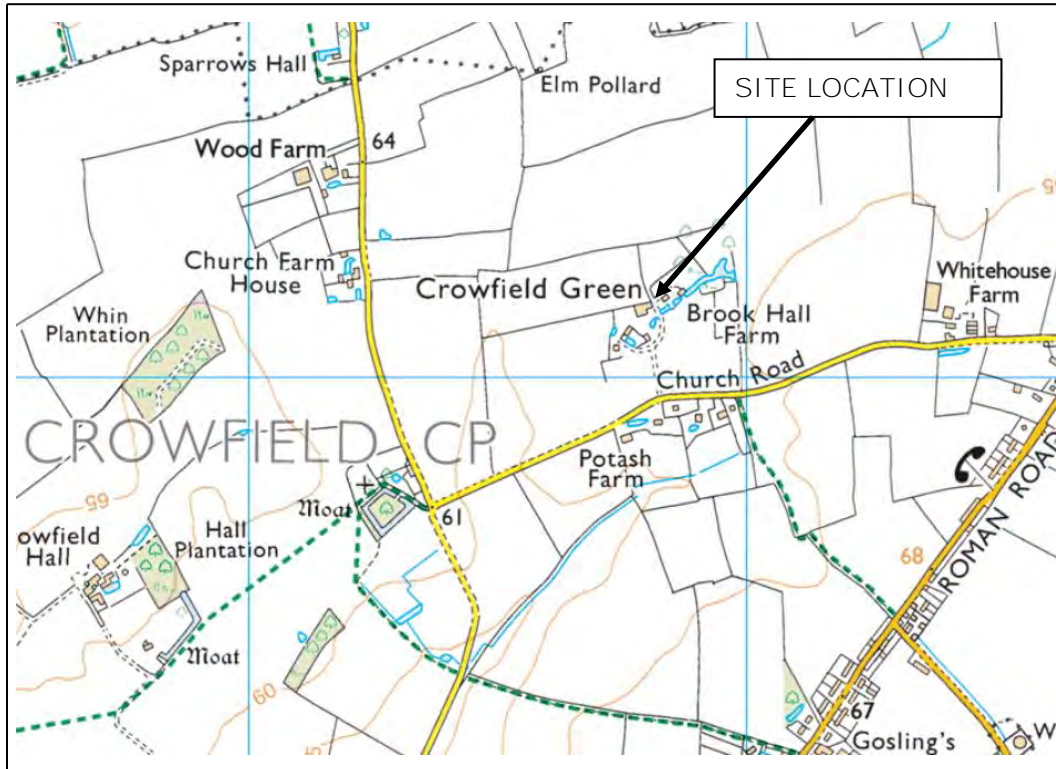 Sparrows Hall
Elm Pollard
SITE LOCATION
Wood Farm
64
Church Farm
House
Crowfield Green
Whitehouse
Farm
Whin
Plantation
Brook Hall
Farm
Church Road
CROWFIELD CP
65
Potash
Farm
Moat
61
owfield
Hall
Hall
Plantation
68
ROMAN ROAD
Moat
60
67
Gosling's
W